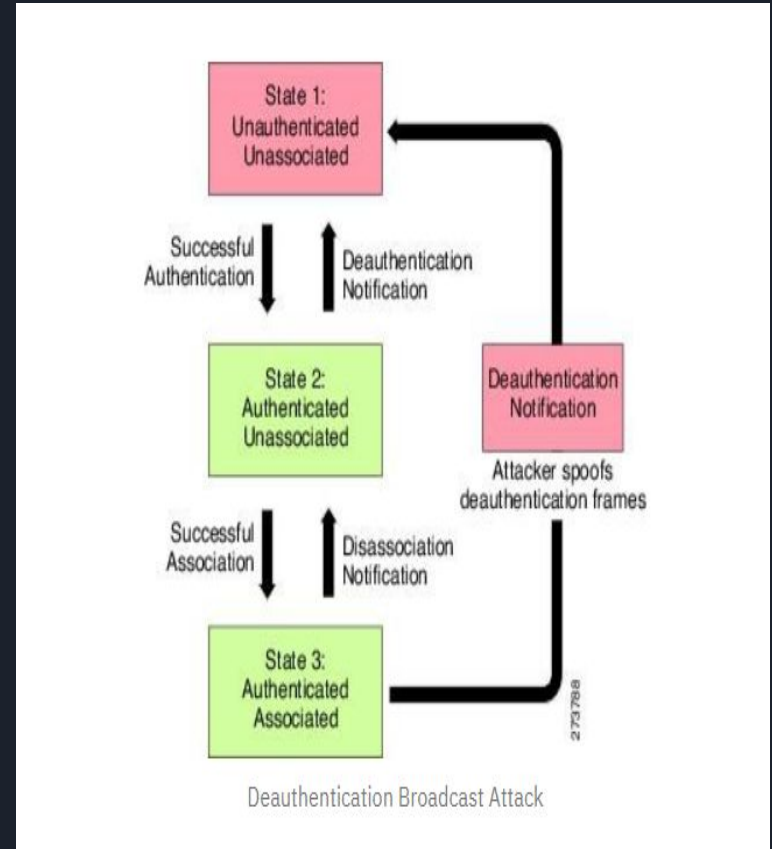 State 1:
Unauthenticated
Unassociated
Successful
Authentication
Deauthentication
Notification
State 2:
Authenticated
Unassociated
Deauthentication
Notification
Attacker spoofs
deauthentication frames
Successful
Association
Disassociation
Notification
State 3:
Authenticated
Associated
273788
Deauthentication Broadcast Attack